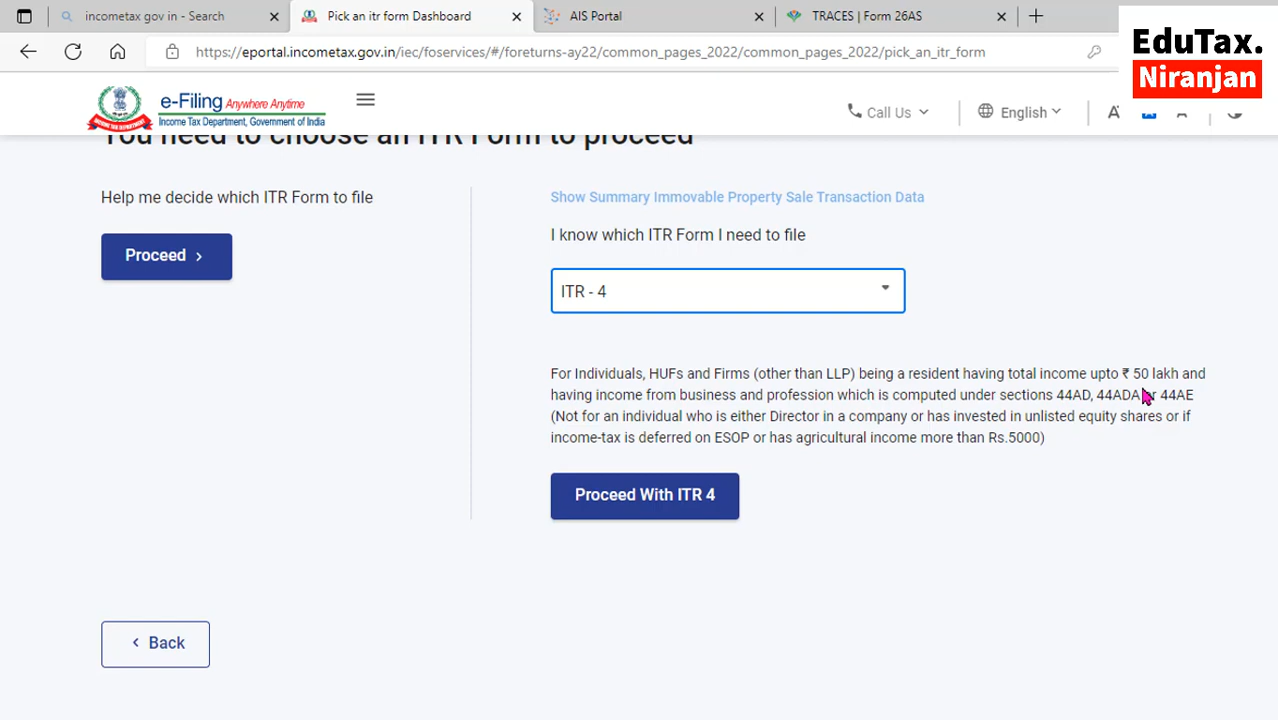 incometax gov in - Search
Pick an itr form Dashboard
AIS Portal
TRACES | Form 26AS
https://eportal.incometax.gov.in/iec/foservices/#/foreturns-ay22/common_pages_2022/common_pages_2022/pick_an_itr_form
EduTax.
Niranjan
e-Filing Anywhere Anytime
Income Tax Department, Government of India
Call Us
English
A
A
You need to choose an ITR Form to proceed
Help me decide which ITR Form to file
Proceed >
Show Summary Immovable Property Sale Transaction Data
I know which ITR Form I need to file
ITR - 4
For Individuals, HUFs and Firms (other than LLP) being a resident having total income upto ₹ 50 lakh and
having income from business and profession which is computed under sections 44AD, 44ADA or 44AE
(Not for an individual who is either Director in a company or has invested in unlisted equity shares or if
income-tax is deferred on ESOP or has agricultural income more than Rs.5000)
Proceed With ITR 4
< Back